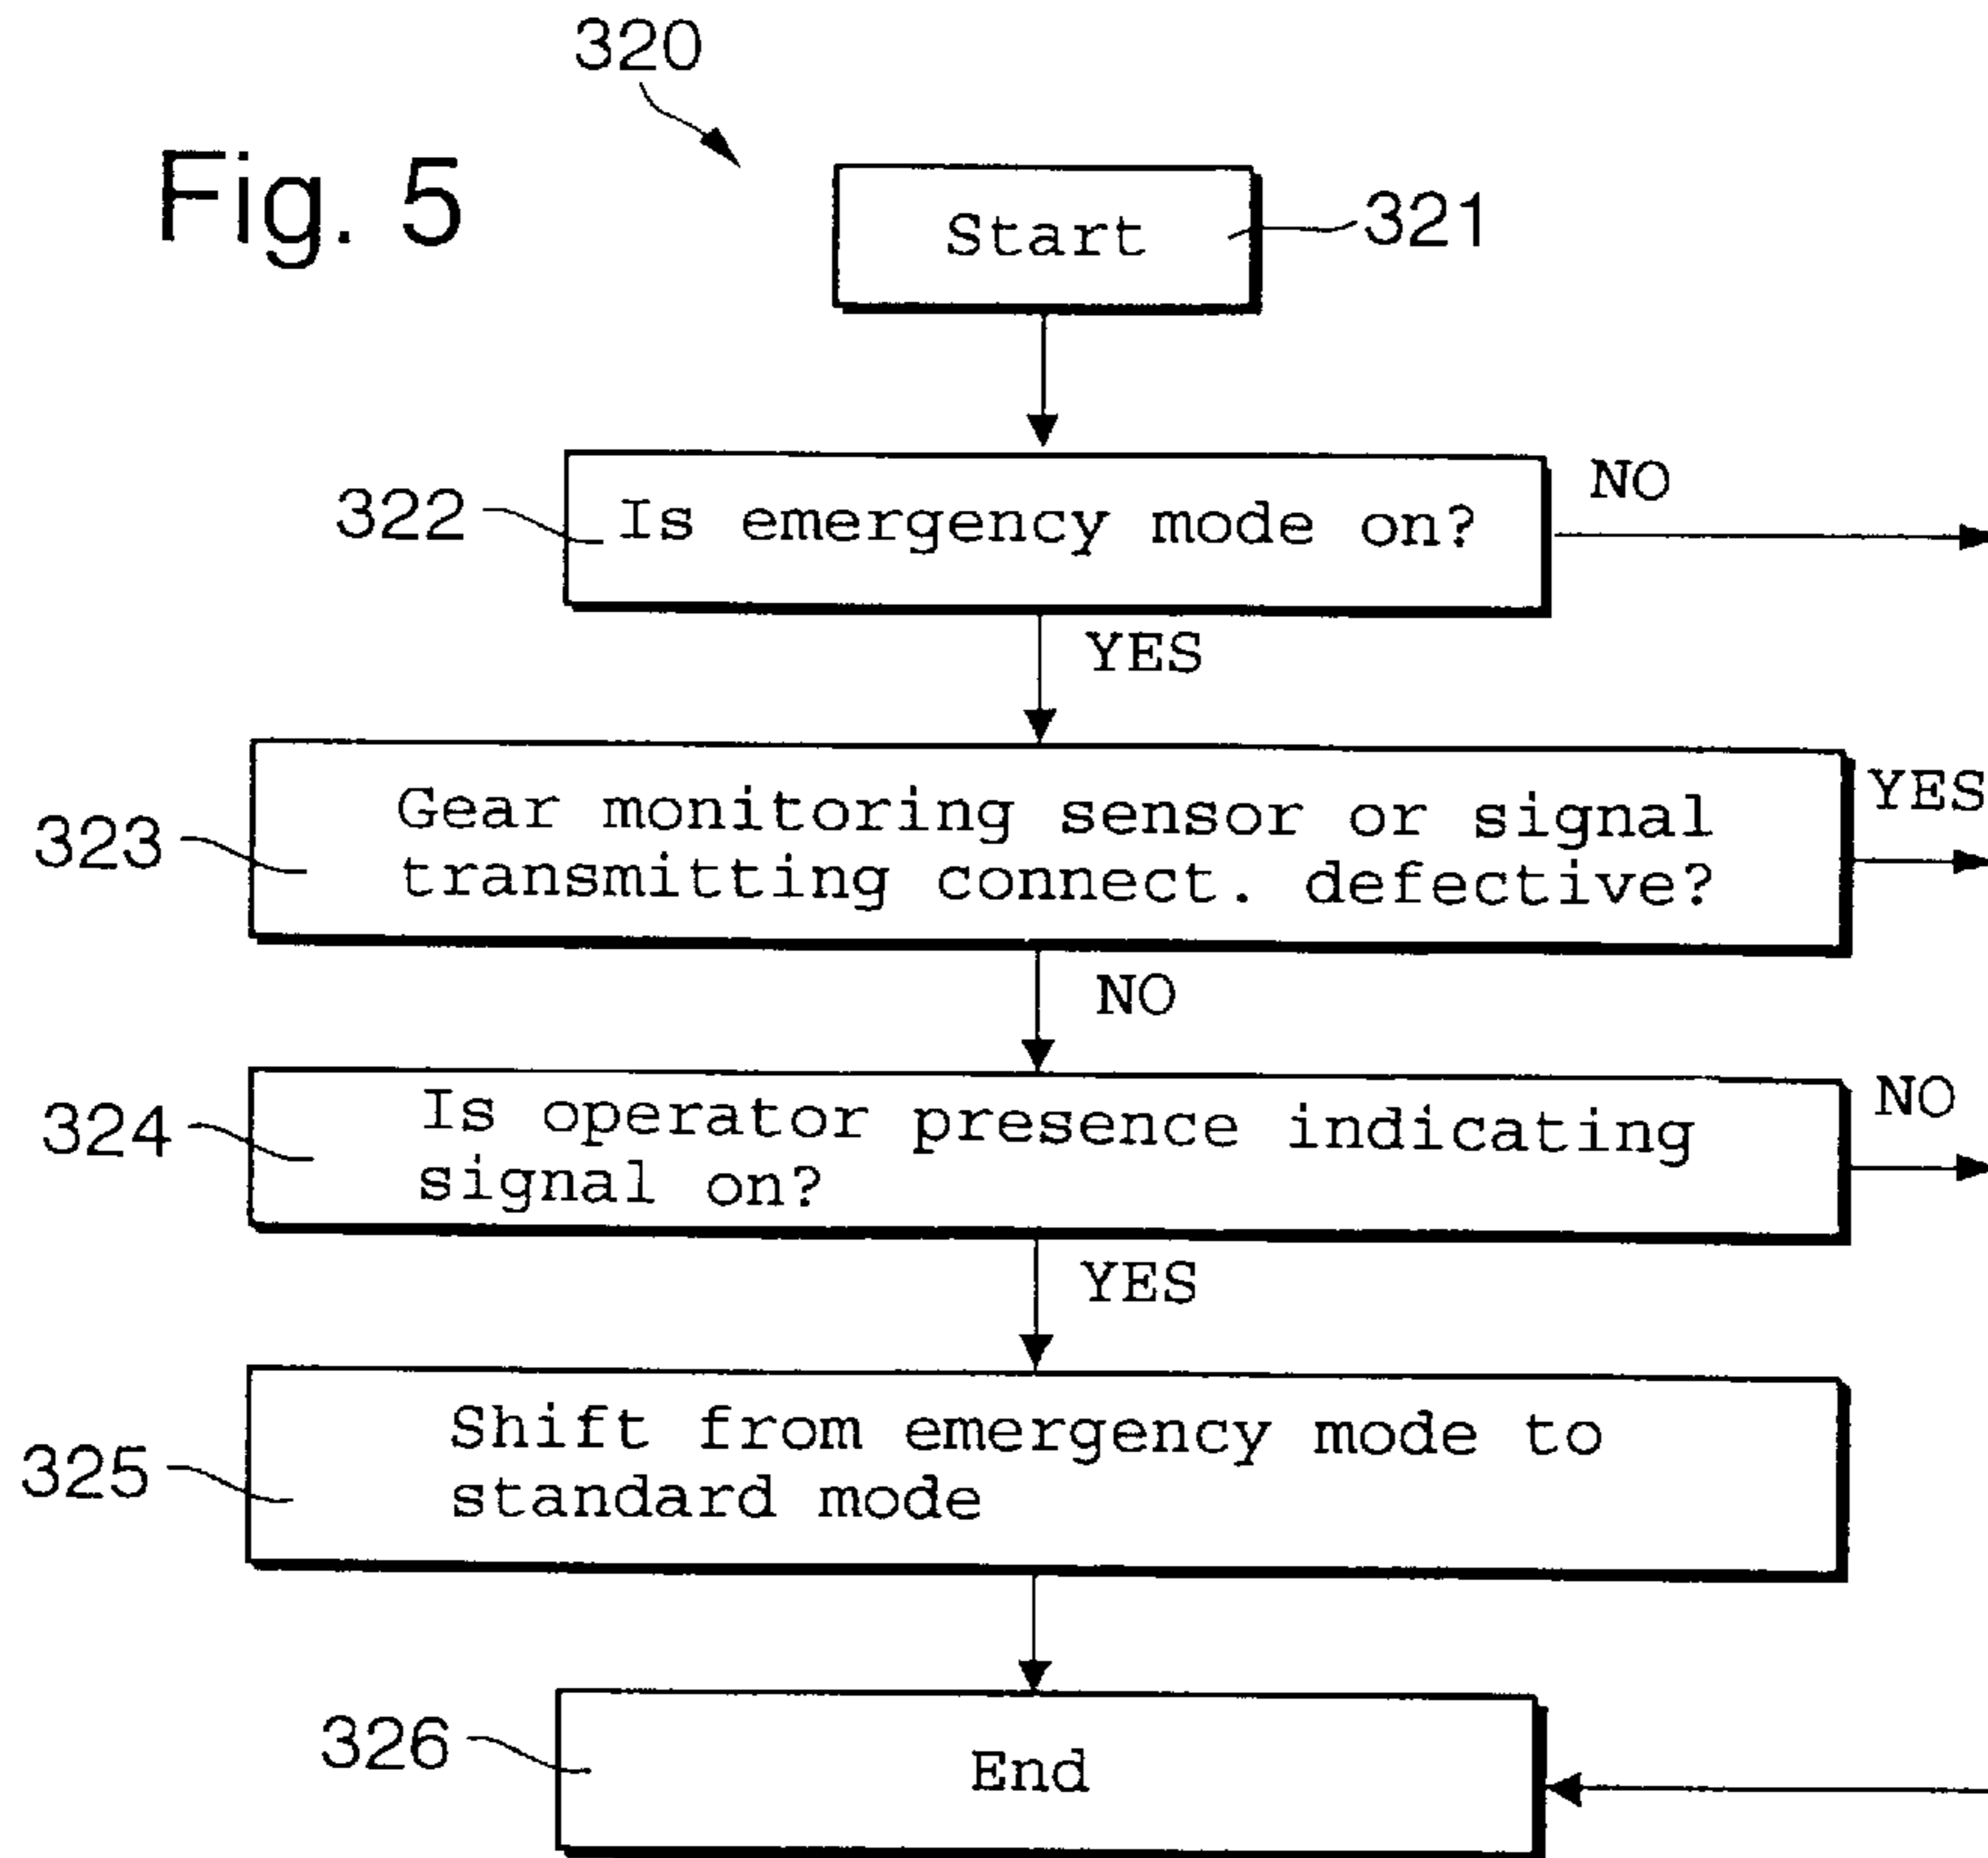 320
Fig. 5
Start
321
322
Is emergency mode on?
NO
YES
323
Gear monitoring sensor or signal
transmitting connect. defective?
YES
NO
324
Is operator presence indicating
signal on?
NO
YES
325
Shift from emergency mode to
standard mode
326
End